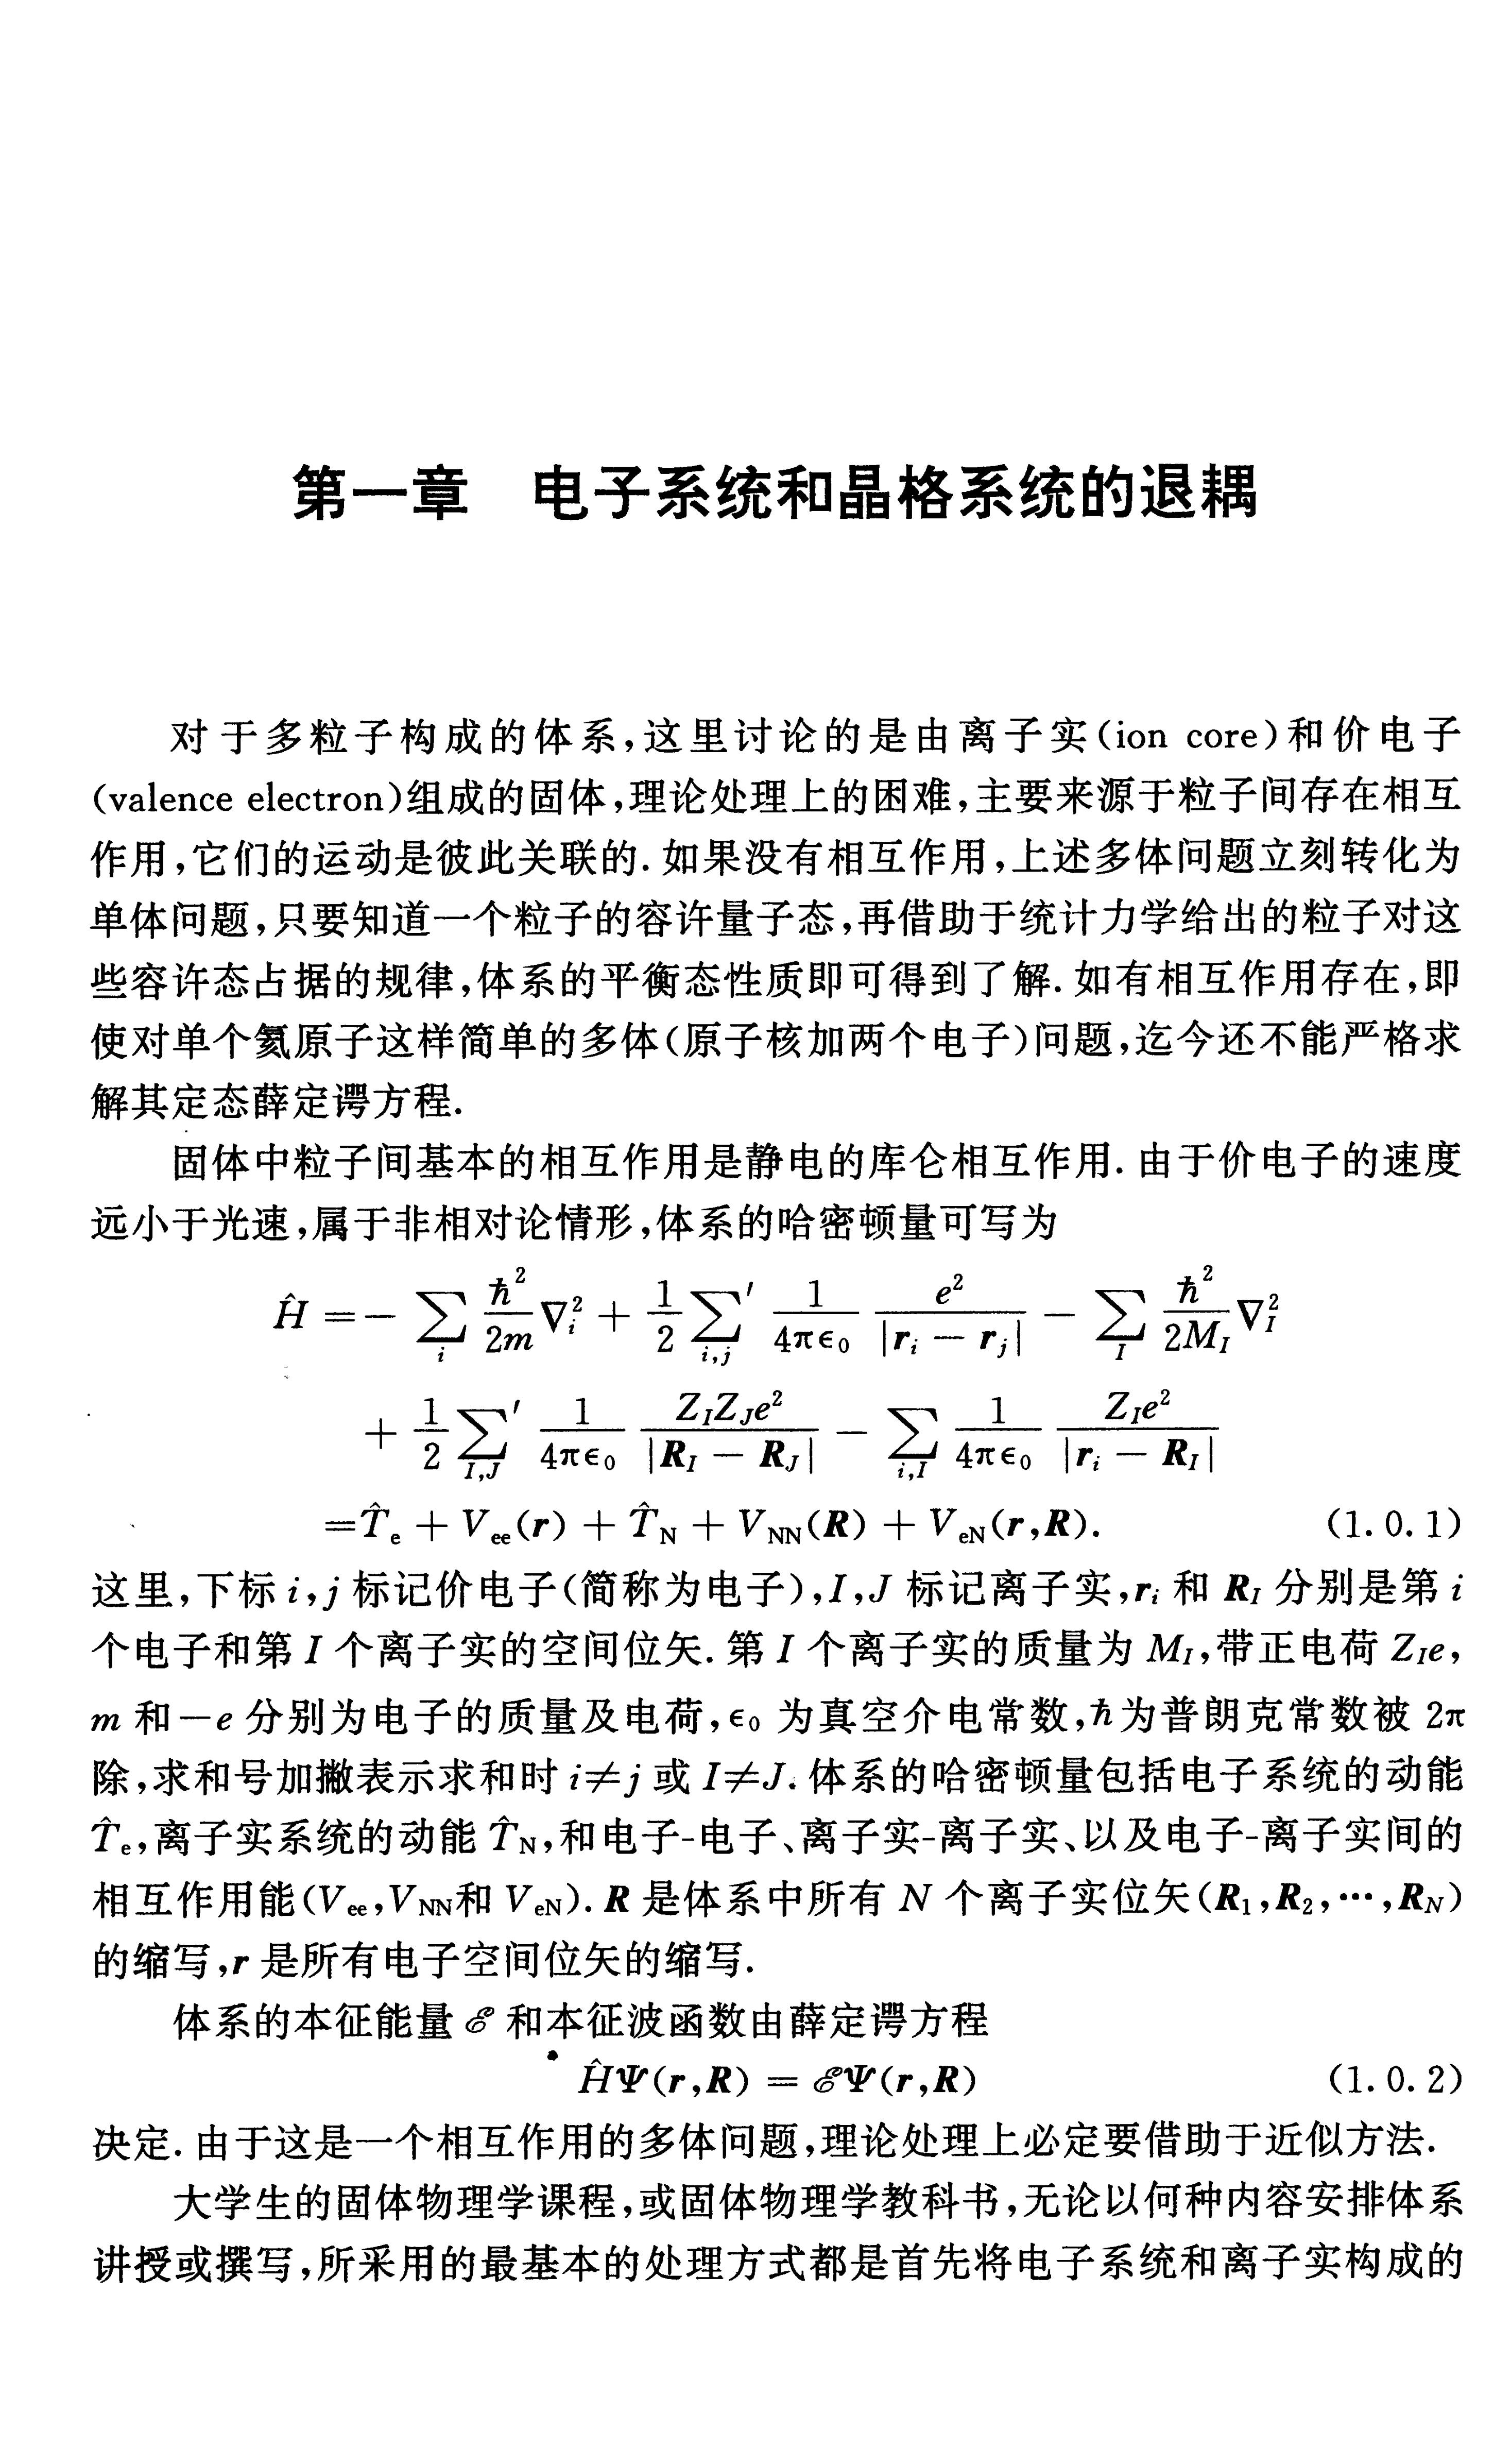 第一章 电子系统和晶格系统的退耦
对于多粒子构成的体系,这里讨论的是由离子实(ion core)和价电子
(valence electron)组成的固体,理论处理上的困难,主要来源于粒子间存在相互
作用,它们的运动是彼此关联的. 如果没有相互作用,上述多体问题立刻转化为
单体问题,只要知道一个粒子的容许量子态,再借助于统计力学给出的粒子对这
些容许态占据的规律,体系的平衡态性质即可得到了解. 如有相互作用存在,即
使对单个氦原子这样简单的多体(原子核加两个电子)问题,迄今还不能严格求
解其定态薛定谔方程.
固体中粒子间基本的相互作用是静电的库仑相互作用. 由于价电子的速度
远小于光速,属于非相对论情形,体系的哈密顿量可写为
$\hat{H} = -\sum_{i} \frac{\hbar^2}{2m}\nabla_i^2 + \frac{1}{2}\sum_{i,j}{}' \frac{1}{4\pi\epsilon_0} \frac{e^2}{|\boldsymbol{r}_i - \boldsymbol{r}_j|} - \sum_{I} \frac{\hbar^2}{2M_I}\nabla_I^2$
$+ \frac{1}{2}\sum_{I,J}{}' \frac{1}{4\pi\epsilon_0} \frac{Z_I Z_J e^2}{|\boldsymbol{R}_I - \boldsymbol{R}_J|} - \sum_{i,I} \frac{1}{4\pi\epsilon_0} \frac{Z_I e^2}{|\boldsymbol{r}_i - \boldsymbol{R}_I|}$
$= \hat{T}_e + V_{ee}(\boldsymbol{r}) + \hat{T}_N + V_{NN}(\boldsymbol{R}) + V_{eN}(\boldsymbol{r},\boldsymbol{R}).$ (1.0.1)
这里,下标 $i,j$ 标记价电子(简称为电子),$I,J$ 标记离子实,$\boldsymbol{r}_i$ 和 $\boldsymbol{R}_I$ 分别是第 $i$
个电子和第 $I$ 个离子实的空间位矢. 第 $I$ 个离子实的质量为 $M_I$,带正电荷 $Z_I e$,
$m$ 和 $-e$ 分别为电子的质量及电荷,$\epsilon_0$ 为真空介电常数,$\hbar$ 为普朗克常数被 $2\pi$
除,求和号加撇表示求和时 $i \neq j$ 或 $I \neq J$. 体系的哈密顿量包括电子系统的动能
$\hat{T}_e$,离子实系统的动能 $\hat{T}_N$,和电子-电子、离子实-离子实、以及电子-离子实间的
相互作用能($V_{ee}$,$V_{NN}$和 $V_{eN}$). $\boldsymbol{R}$ 是体系中所有 $N$ 个离子实位矢($\boldsymbol{R}_1,\boldsymbol{R}_2,\cdots,\boldsymbol{R}_N$)
的缩写,$\boldsymbol{r}$ 是所有电子空间位矢的缩写.
体系的本征能量 $\mathscr{E}$ 和本征波函数由薛定谔方程
$\hat{H}\Psi(\boldsymbol{r},\boldsymbol{R}) = \mathscr{E}\Psi(\boldsymbol{r},\boldsymbol{R})$ (1.0.2)
决定. 由于这是一个相互作用的多体问题,理论处理上必定要借助于近似方法.
大学生的固体物理学课程,或固体物理学教科书,无论以何种内容安排体系
讲授或撰写,所采用的最基本的处理方式都是首先将电子系统和离子实构成的